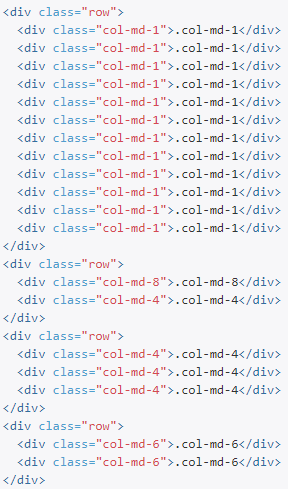 <div class="row">
  <div class="col-md-1">.col-md-1</div>
  <div class="col-md-1">.col-md-1</div>
  <div class="col-md-1">.col-md-1</div>
  <div class="col-md-1">.col-md-1</div>
  <div class="col-md-1">.col-md-1</div>
  <div class="col-md-1">.col-md-1</div>
  <div class="col-md-1">.col-md-1</div>
  <div class="col-md-1">.col-md-1</div>
  <div class="col-md-1">.col-md-1</div>
  <div class="col-md-1">.col-md-1</div>
  <div class="col-md-1">.col-md-1</div>
  <div class="col-md-1">.col-md-1</div>
</div>
<div class="row">
  <div class="col-md-8">.col-md-8</div>
  <div class="col-md-4">.col-md-4</div>
</div>
<div class="row">
  <div class="col-md-4">.col-md-4</div>
  <div class="col-md-4">.col-md-4</div>
  <div class="col-md-4">.col-md-4</div>
</div>
<div class="row">
  <div class="col-md-6">.col-md-6</div>
  <div class="col-md-6">.col-md-6</div>
</div>